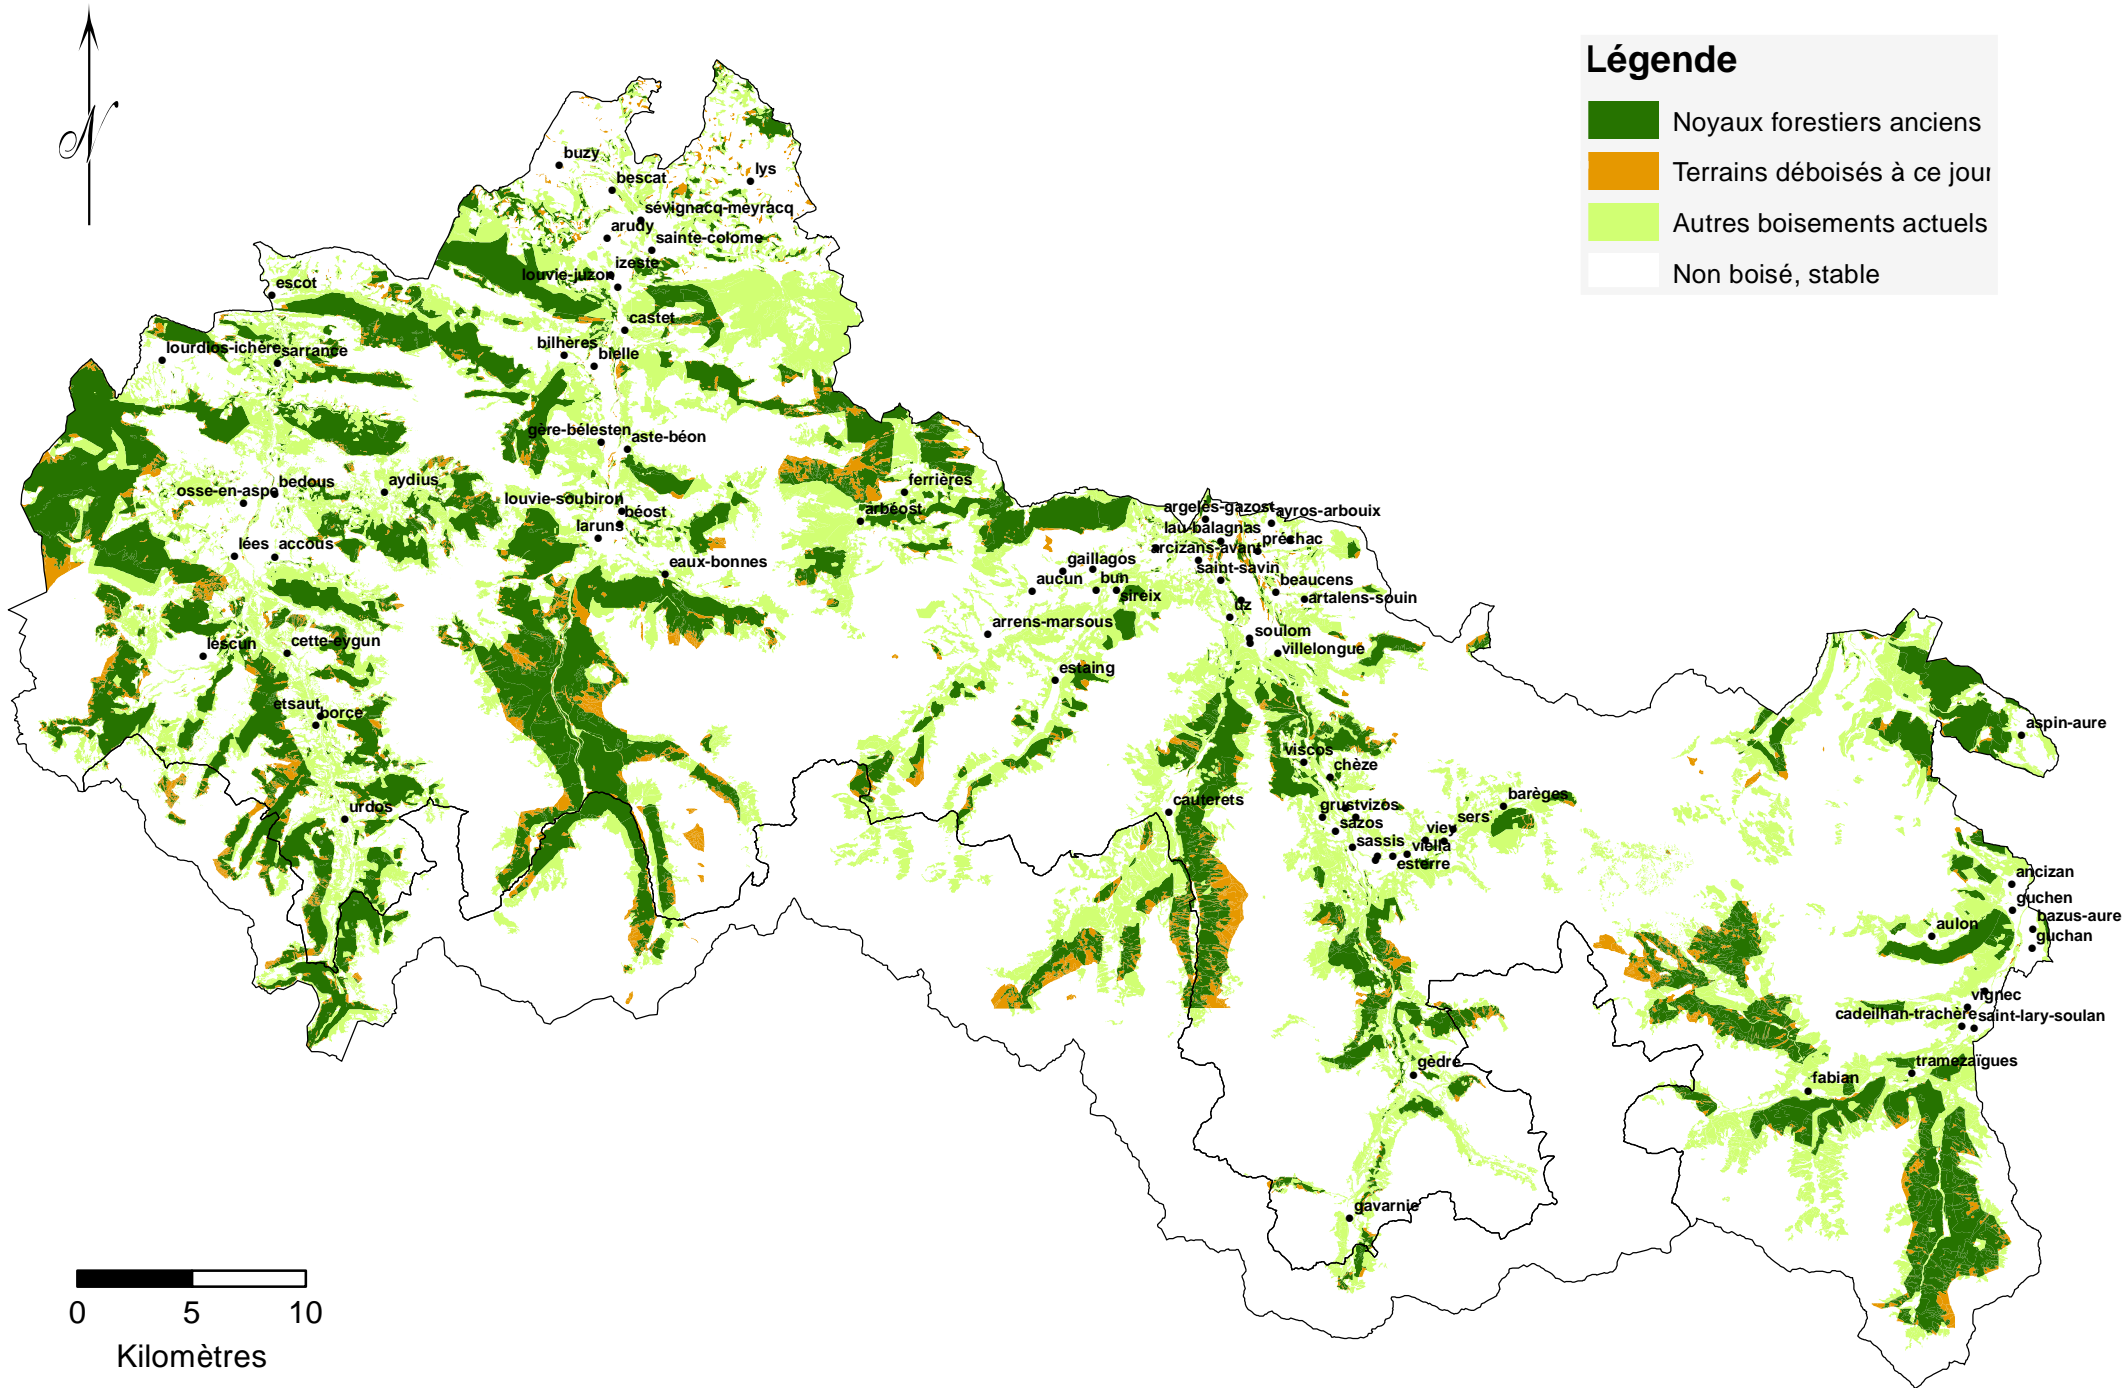 N
Légende
Noyaux forestiers anciens
Terrains déboisés à ce jour
Autres boisements actuels
Non boisé, stable
buzy
lys
bescat
sévignacq-meyracq
arudy
sainte-colome
izeste
louvie-juzon
escot
castet
bilhères
bielle
lourdios-ichère
sarrance
gère-bélesten
aste-béon
bedous
aydius
osse-en-aspe
ferrières
louvie-soubiron
béost
arbéost
laruns
argelès-gazost
ayros-arbouix
lau-balagnas
préchac
arcizans-avant
lées
accous
eaux-bonnes
gaillagos
saint-savin
aucun
bun
beaucens
sireix
artalens-souin
uz
arrens-marsous
soulom
lescun
cette-eygun
villelongue
estaing
etsaut
borce
aspin-aure
viscos
chèze
urdos
cauterets
barèges
grust
vizos
sers
sazos
viey
sassis
viella
esterre
ancizan
guchen
bazus-aure
aulon
guchan
vignec
cadeilhan-trachère
saint-lary-soulan
gèdre
tramezaïgues
fabian
gavarnie
0 5 10
Kilomètres